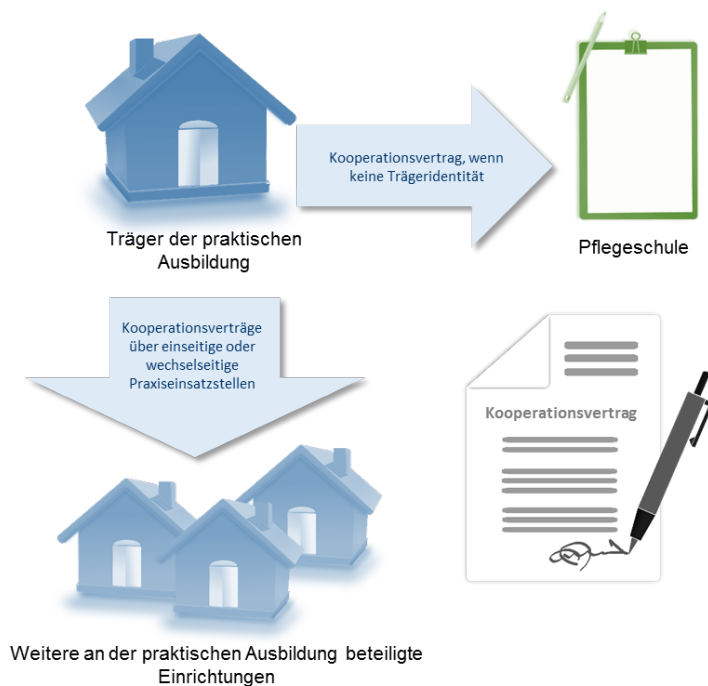 Kooperationsvertrag, wenn
keine Trägeridentität
Träger der praktischen
Ausbildung
Pflegeschule
Kooperationsverträge
über einseitige oder
wechselseitige
Praxiseinsatzstellen
Kooperationsvertrag
Weitere an der praktischen Ausbildung beteiligte
Einrichtungen